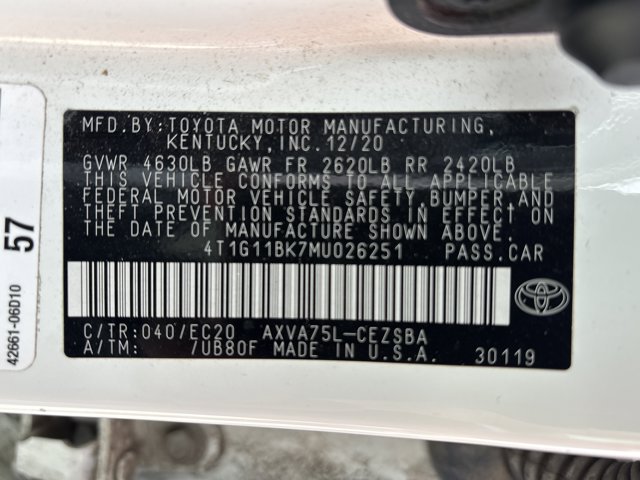 MFD.BY:TOYOTA MOTOR MANUFACTURING,
KENTUCKY,INC.12/20
GVWR 4630LB GAWR FR 2620LB RR 2420LB
THIS VEHICLE CONFORMS TO ALL APPLICABLE
FEDERAL MOTOR VEHICLE SAFETY,BUMPER,AND
THEFT PREVENTION STANDARDS IN EFFECT ON
THE DATE OF MANUFACTURE SHOWN ABOVE.
4T1G11BK7MU026251 PASS.CAR
C/TR:040/EC20 AXVA75L-CEZSBA
A/TM: /UB80F MADE IN U.S.A. 30119
57
42661-06D10